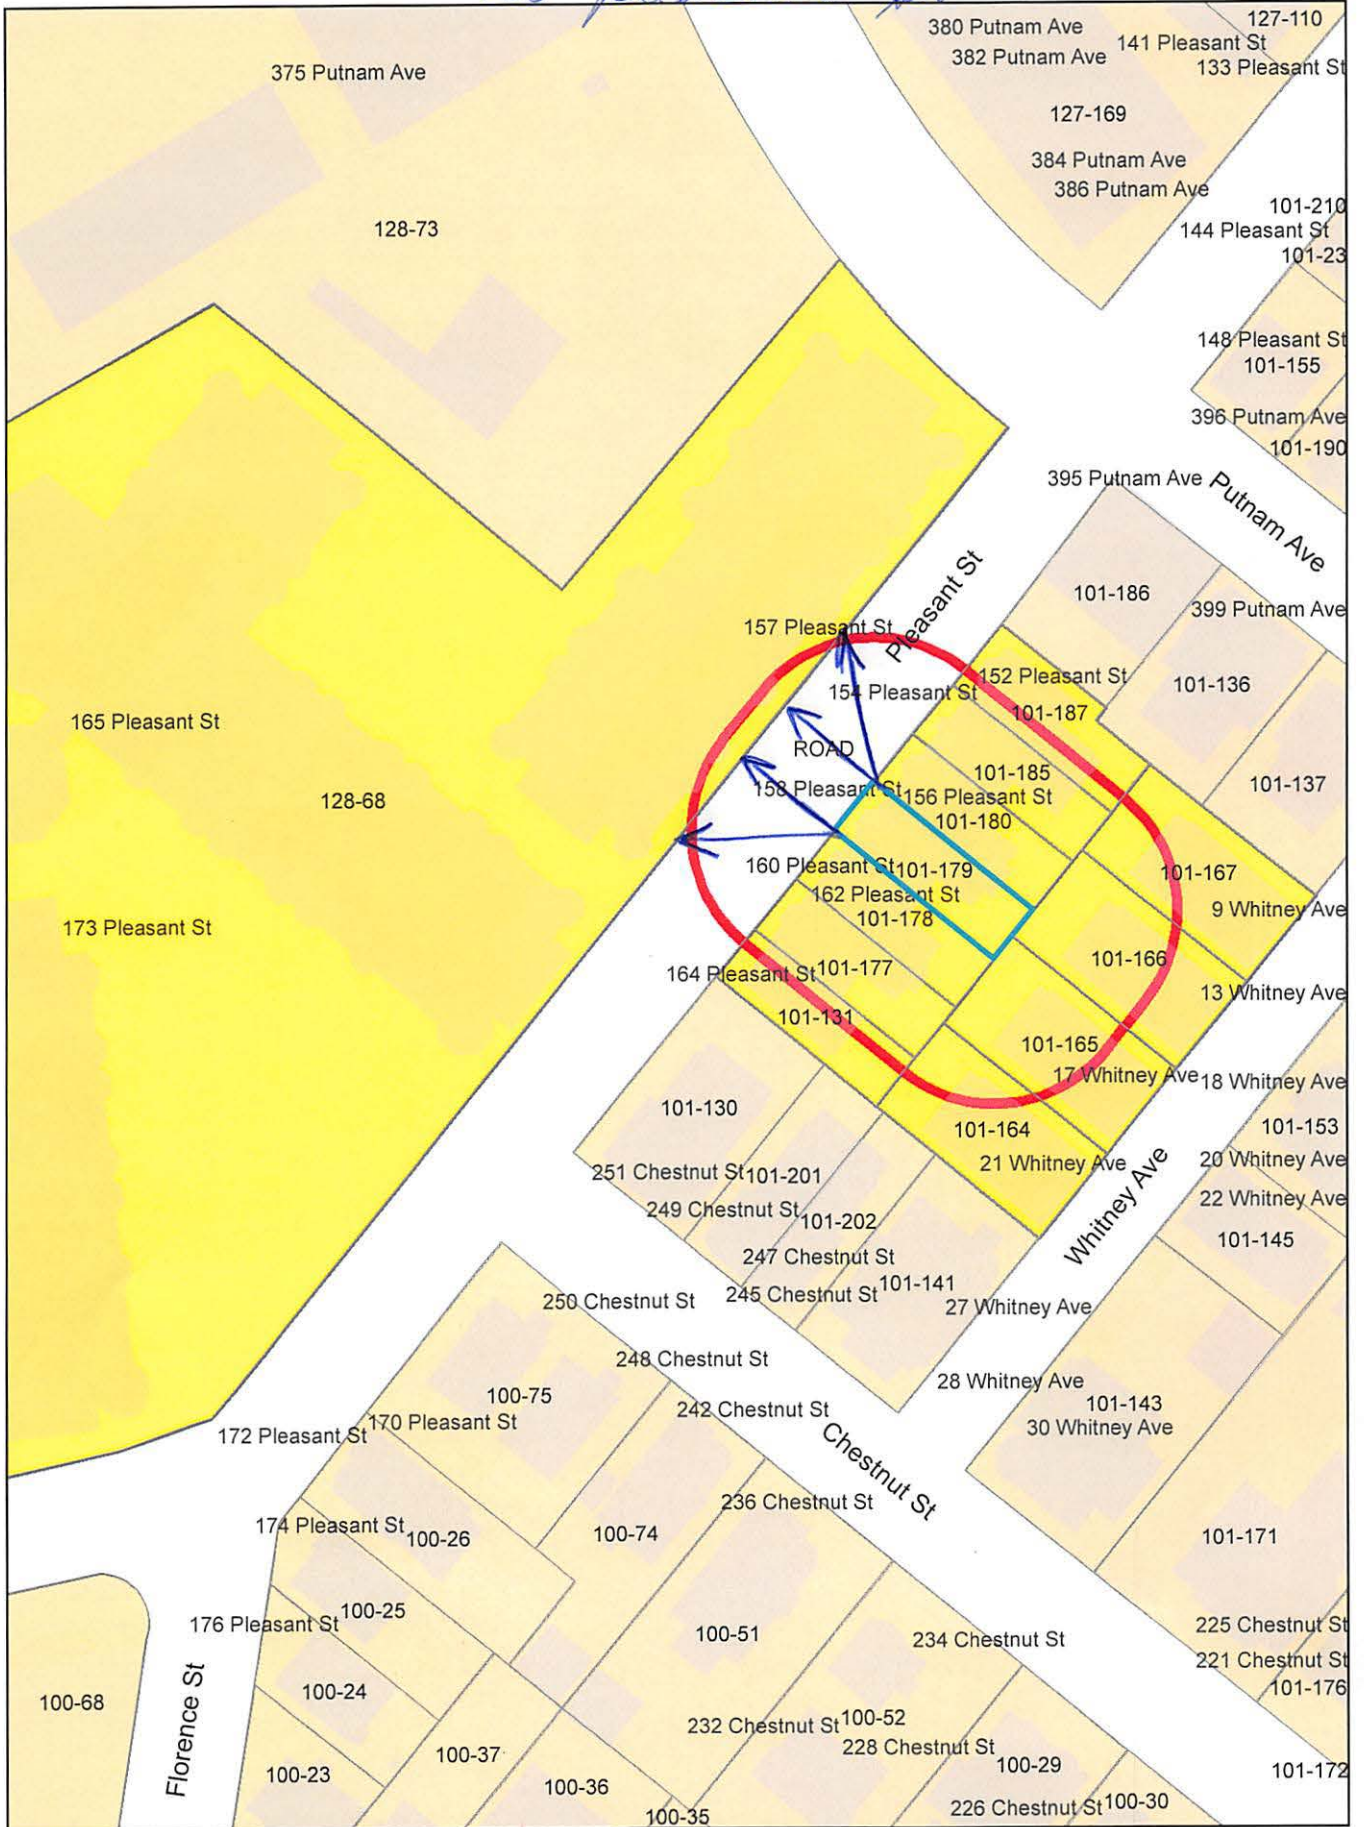 380 Putnam Ave
127-110
141 Pleasant St
382 Putnam Ave
133 Pleasant St
375 Putnam Ave
127-169
384 Putnam Ave
386 Putnam Ave
101-210
144 Pleasant St
128-73
101-23
148 Pleasant St
101-155
396 Putnam Ave
101-190
395 Putnam Ave
Putnam Ave
101-186
399 Putnam Ave
Pleasant St
157 Pleasant St
152 Pleasant St
101-136
154 Pleasant St
101-187
165 Pleasant St
ROAD
101-185
101-137
158 Pleasant St
156 Pleasant St
128-68
101-180
160 Pleasant St
101-179
101-167
162 Pleasant St
9 Whitney Ave
101-178
173 Pleasant St
101-166
164 Pleasant St
101-177
13 Whitney Ave
101-131
101-165
17 Whitney Ave
18 Whitney Ave
101-130
101-164
101-153
21 Whitney Ave
20 Whitney Ave
251 Chestnut St
101-201
22 Whitney Ave
249 Chestnut St
101-202
Whitney Ave
101-145
247 Chestnut St
101-141
245 Chestnut St
250 Chestnut St
27 Whitney Ave
248 Chestnut St
28 Whitney Ave
100-75
101-143
242 Chestnut St
170 Pleasant St
30 Whitney Ave
172 Pleasant St
Chestnut St
236 Chestnut St
174 Pleasant St
100-26
100-74
101-171
100-25
176 Pleasant St
100-51
234 Chestnut St
225 Chestnut St
221 Chestnut St
101-176
100-24
100-68
Florence St
232 Chestnut St
100-52
228 Chestnut St
100-37
100-29
101-172
100-23
100-36
226 Chestnut St
100-30
100-35